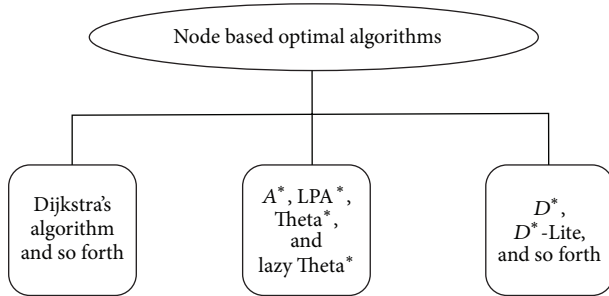 Node based optimal algorithms
Dijkstra's
algorithm
and so forth
A*, LPA*,
Theta*,
and
lazy Theta*
D*,
D*-Lite,
and so forth